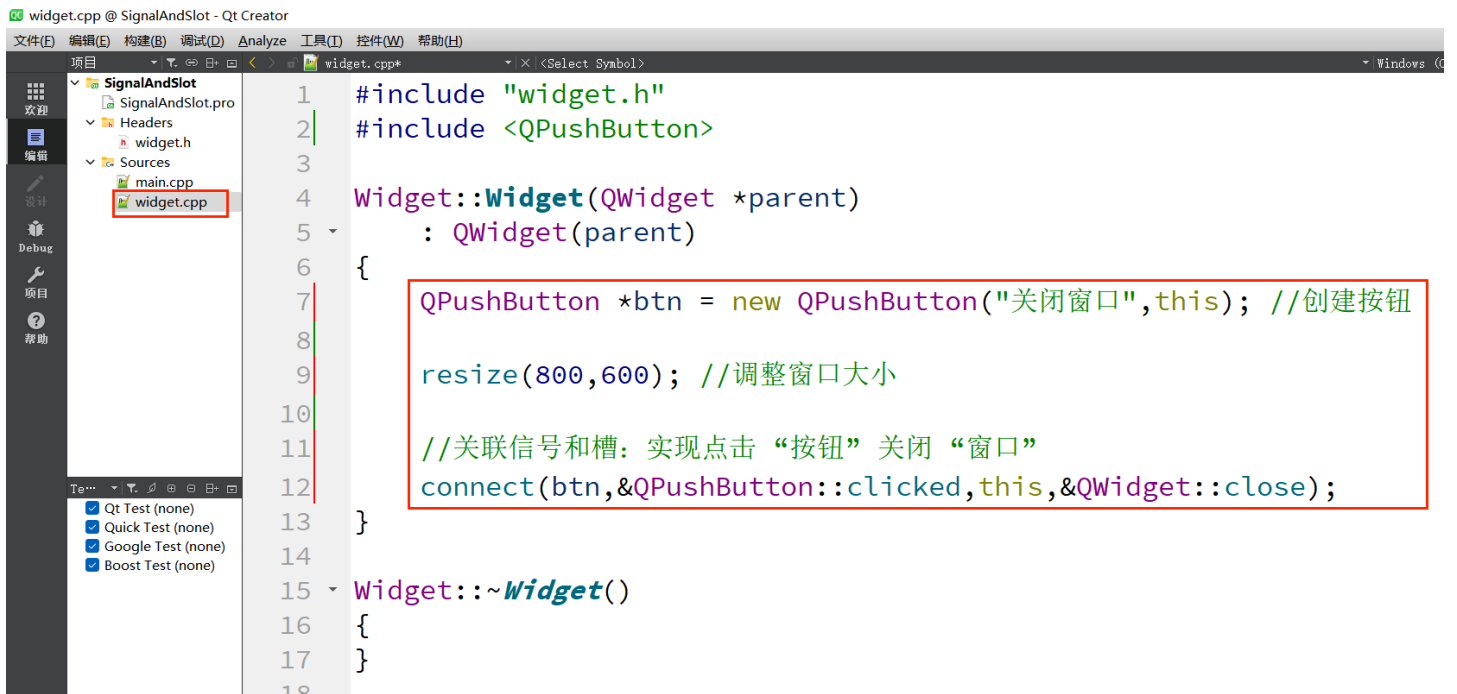 widget.cpp @ SignalAndSlot - Qt Creator
文件(F) 编辑(E) 构建(B) 调试(D) Analyze 工具(T) 控件(W) 帮助(H)
项目
widget.cpp*
<Select Symbol>
Windows (
欢迎
编辑
设计
Debug
项目
帮助
SignalAndSlot
SignalAndSlot.pro
Headers
widget.h
Sources
main.cpp
widget.cpp
Te…
Qt Test (none)
Quick Test (none)
Google Test (none)
Boost Test (none)
1 #include "widget.h"
2 #include <QPushButton>
3
4 Widget::Widget(QWidget *parent)
5 : QWidget(parent)
6 {
7 QPushButton *btn = new QPushButton("关闭窗口",this); //创建按钮
8
9 resize(800,600); //调整窗口大小
10
11 //关联信号和槽：实现点击“按钮”关闭“窗口”
12 connect(btn,&QPushButton::clicked,this,&QWidget::close);
13 }
14
15 Widget::~Widget()
16 {
17 }
18